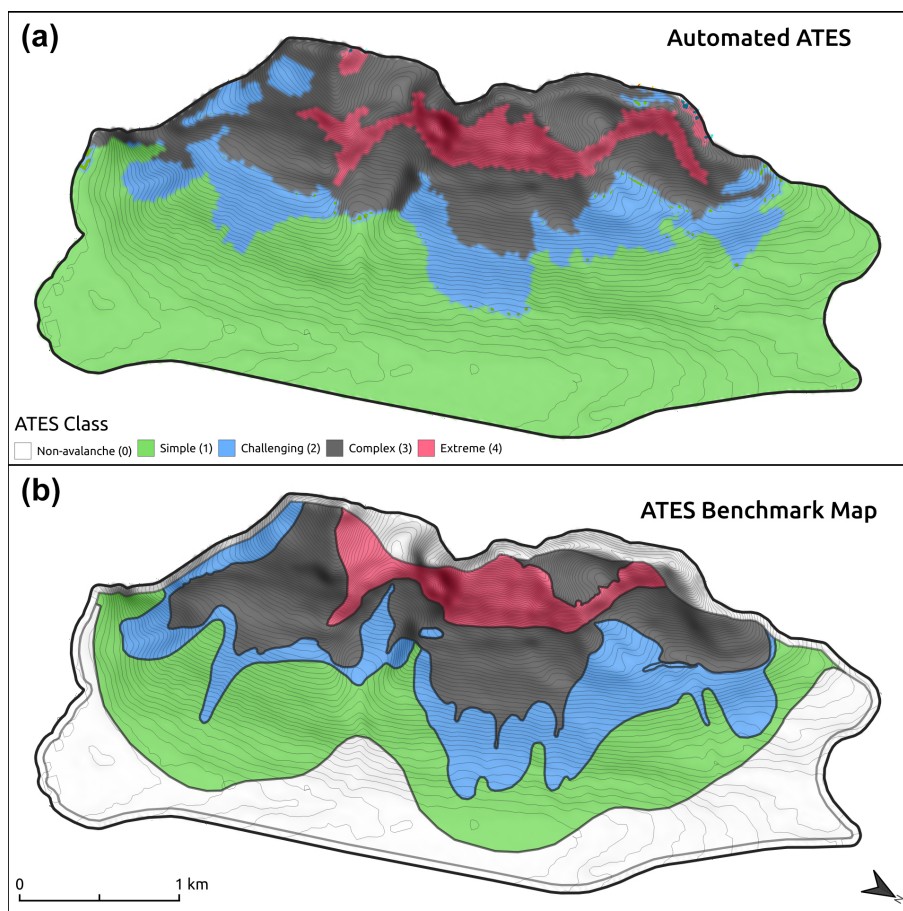 (a)
Automated ATES
ATES Class
Non-avalanche (0) Simple (1) Challenging (2) Complex (3) Extreme (4)
(b)
ATES Benchmark Map
0 1 km
N